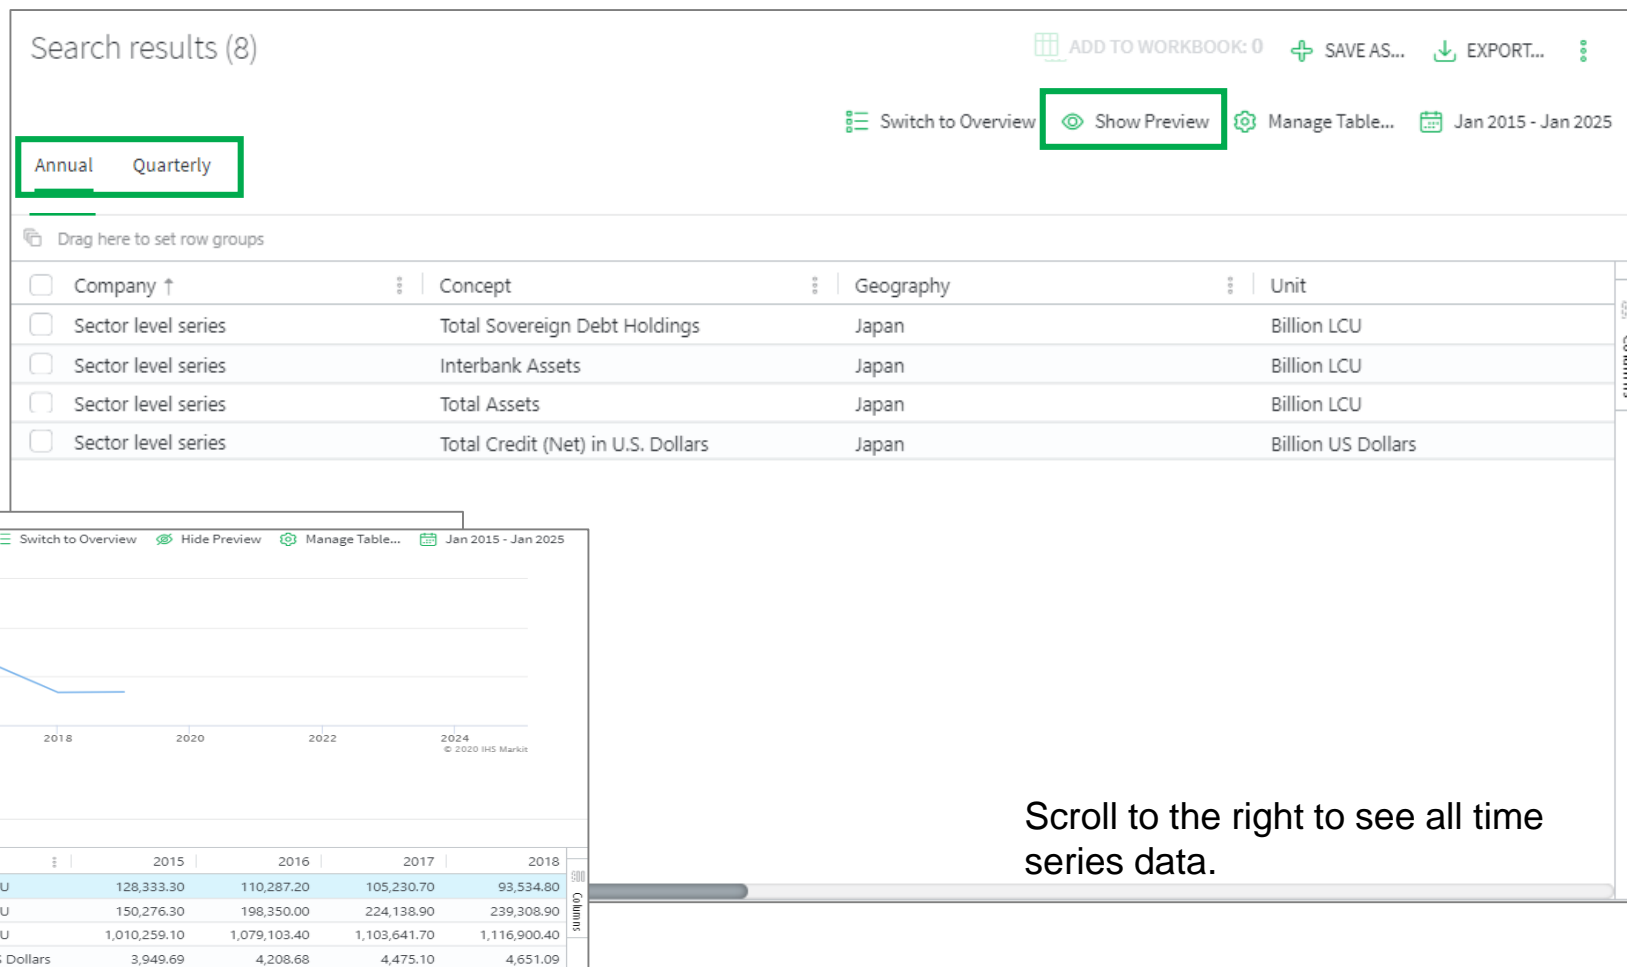 Search results (8)
ADD TO WORKBOOK: 0 SAVE AS... EXPORT...
Switch to Overview Show Preview Manage Table... Jan 2015 - Jan 2025
Annual Quarterly
Drag here to set row groups
Company ↑ Concept Geography Unit
Sector level series Total Sovereign Debt Holdings Japan Billion LCU
Sector level series Interbank Assets Japan Billion LCU
Sector level series Total Assets Japan Billion LCU
Sector level series Total Credit (Net) in U.S. Dollars Japan Billion US Dollars
Switch to Overview Hide Preview Manage Table... Jan 2015 - Jan 2025
2018 2020 2022 2024
© 2020 IHS Markit
Scroll to the right to see all time
series data.
2015 2016 2017 2018
U 128,333.30 110,287.20 105,230.70 93,534.80
U 150,276.30 198,350.00 224,138.90 239,308.90
U 1,010,259.10 1,079,103.40 1,103,641.70 1,116,900.40
Dollars 3,949.69 4,208.68 4,475.10 4,651.09
Columns